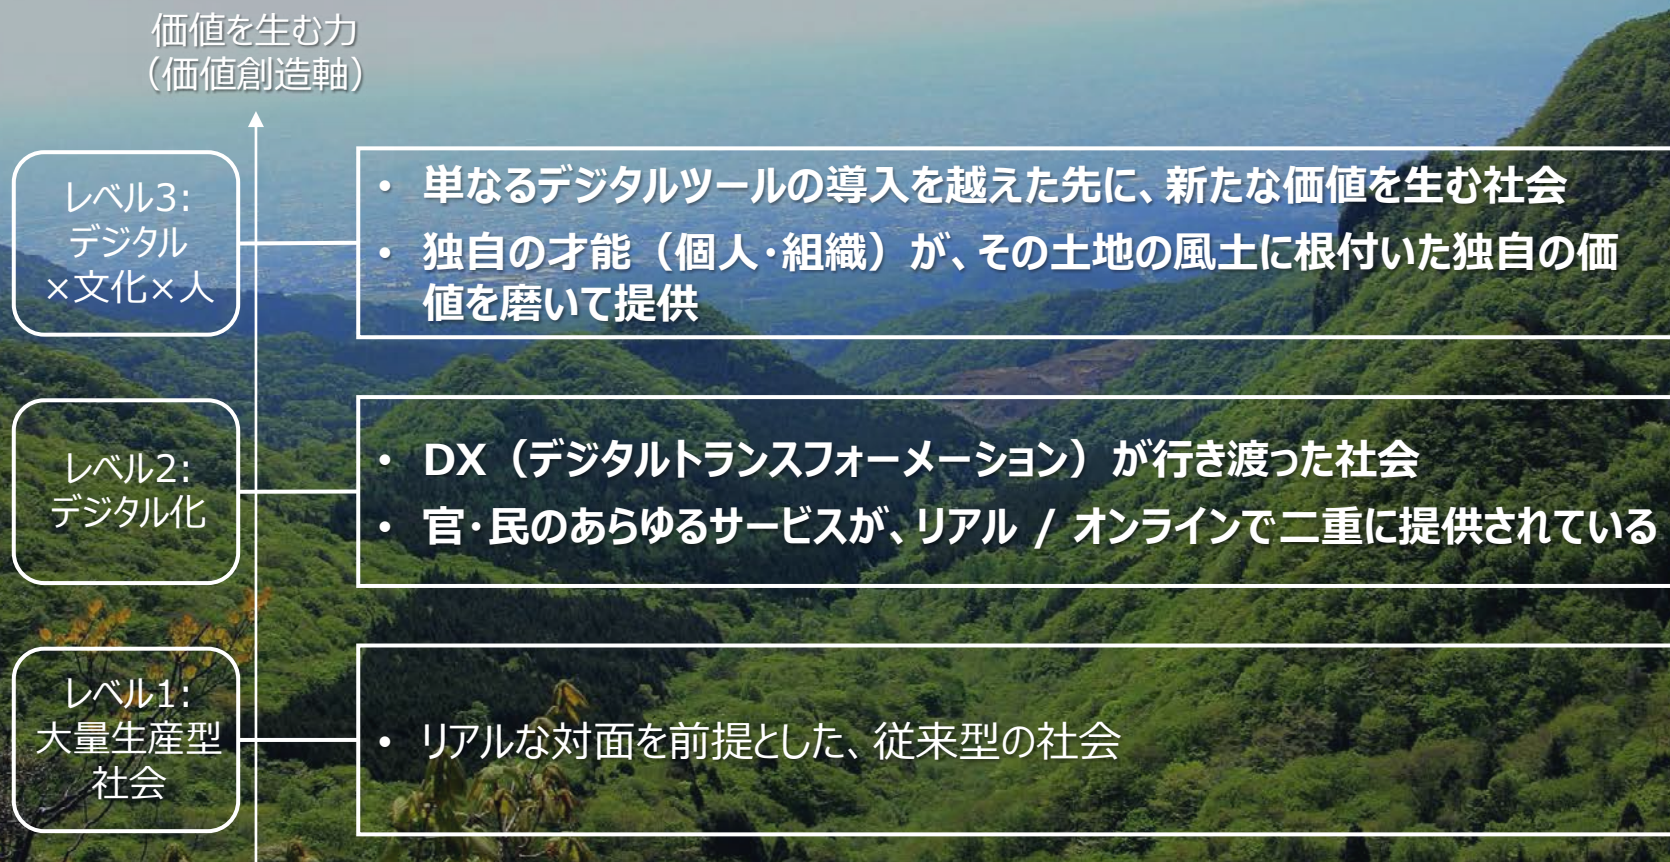 価値を生む力
（価値創造軸）
レベル3:
デジタル
×文化×人
• 単なるデジタルツールの導入を越えた先に、新たな価値を生む社会
• 独自の才能（個人・組織）が、その土地の風土に根付いた独自の価
値を磨いて提供
レベル2:
デジタル化
• DX（デジタルトランスフォーメーション）が行き渡った社会
• 官・民のあらゆるサービスが、リアル / オンラインで二重に提供されている
レベル1:
大量生産型
社会
• リアルな対面を前提とした、従来型の社会